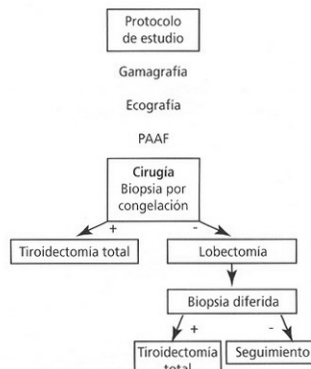 Protocolo
de estudio
Gamagrafía
Ecografía
PAAF
Cirugía
Biopsia por
congelación
+ -
Tiroidectomía total Lobectomía
Biopsia diferida
+ -
Tiroidectomía Seguimiento
total